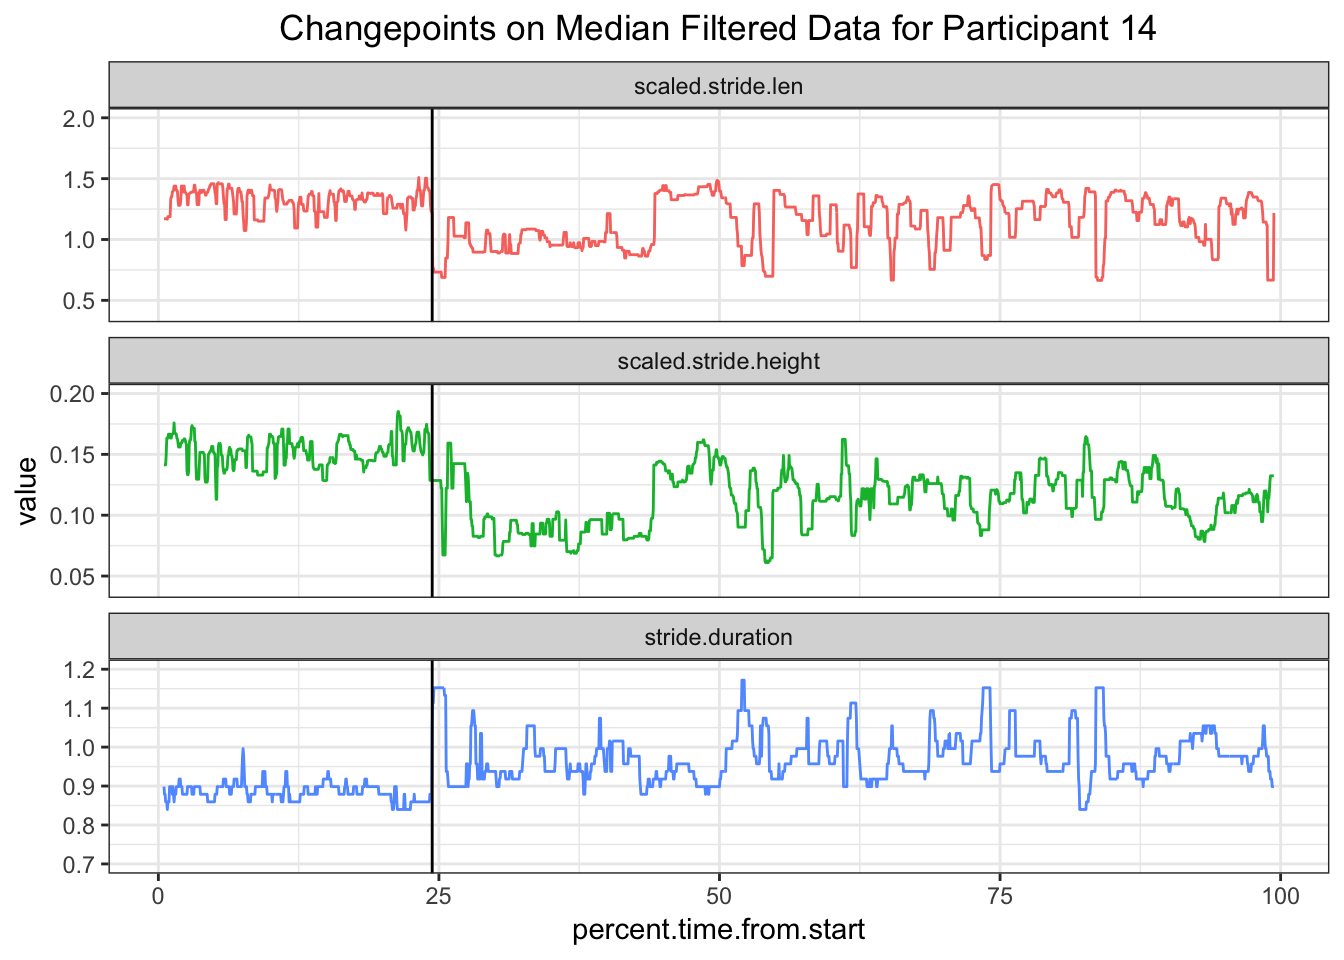 Changepoints on Median Filtered Data for Participant 14
scaled.stride.len
2.0
1.5
1.0
0.5
scaled.stride.height
0.20
0.15
0.10
0.05
value
stride.duration
1.2
1.1
1.0
0.9
0.8
0.7
0 25 50 75 100
percent.time.from.start